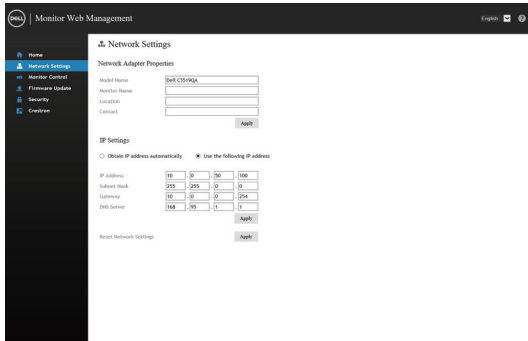 DELL | Monitor Web Management
English
Home
Network Settings
Monitor Control
Firmware Update
Security
Crestron
Network Settings
Network Adapter Properties
Model Name Dell C5519QA
Monitor Name
Location
Contact
Apply
IP Settings
Obtain IP address automatically Use the following IP address
IP Address 10 . 0 . 50 . 100
Subnet Mask 255 . 255 . 0 . 0
Gateway 10 . 0 . 0 . 254
DNS Server 168 . 95 . 1 . 1
Apply
Reset Network Settings Apply